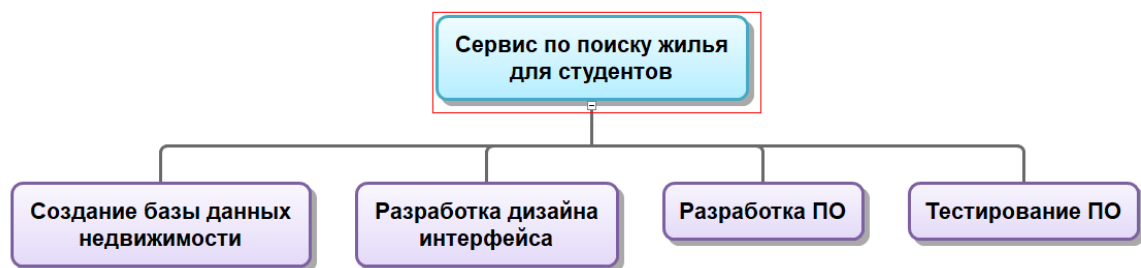 Сервис по поиску жилья
для студентов
Создание базы данных
недвижимости
Разработка дизайна
интерфейса
Разработка ПО
Тестирование ПО